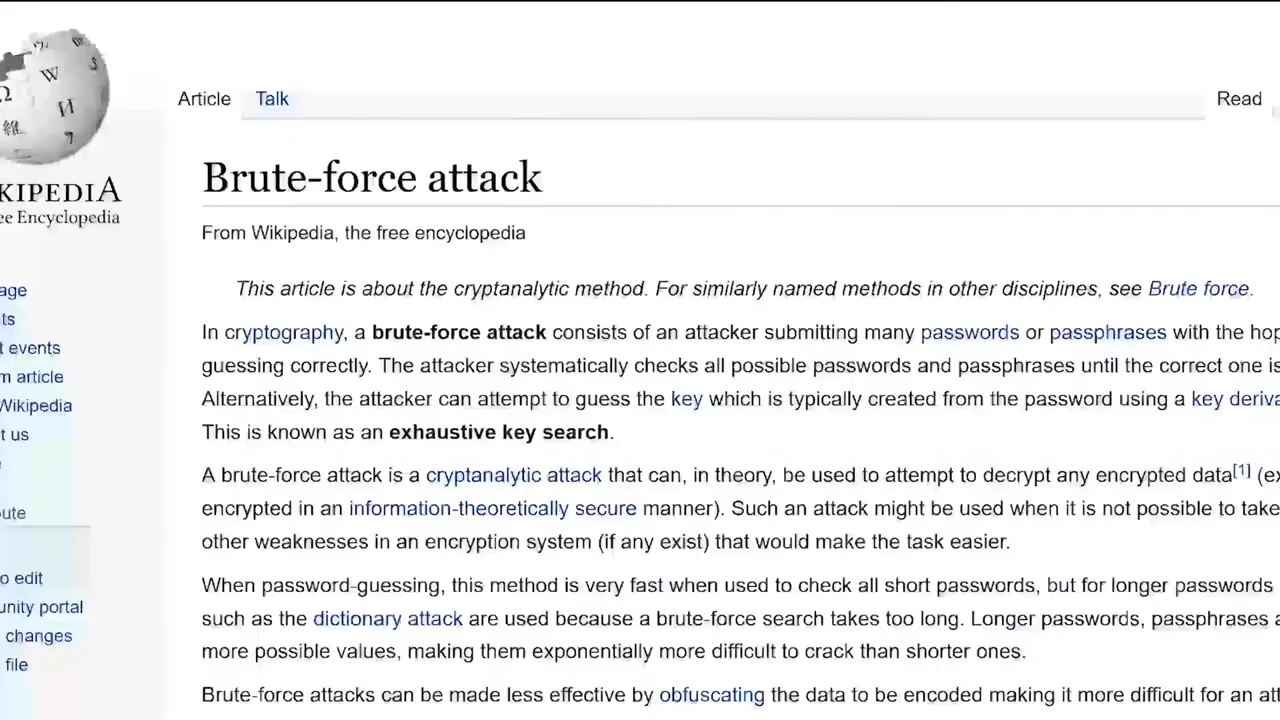 Article Talk Read
KIPEDIA
ee Encyclopedia
Brute-force attack
From Wikipedia, the free encyclopedia
This article is about the cryptanalytic method. For similarly named methods in other disciplines, see Brute force.
In cryptography, a brute-force attack consists of an attacker submitting many passwords or passphrases with the hop
guessing correctly. The attacker systematically checks all possible passwords and passphrases until the correct one is
Alternatively, the attacker can attempt to guess the key which is typically created from the password using a key deriva
This is known as an exhaustive key search.
A brute-force attack is a cryptanalytic attack that can, in theory, be used to attempt to decrypt any encrypted data[1] (ex
encrypted in an information-theoretically secure manner). Such an attack might be used when it is not possible to take
other weaknesses in an encryption system (if any exist) that would make the task easier.
When password-guessing, this method is very fast when used to check all short passwords, but for longer passwords
such as the dictionary attack are used because a brute-force search takes too long. Longer passwords, passphrases a
more possible values, making them exponentially more difficult to crack than shorter ones.
Brute-force attacks can be made less effective by obfuscating the data to be encoded making it more difficult for an att
age
ts
t events
m article
Wikipedia
t us
ute
o edit
unity portal
changes
file